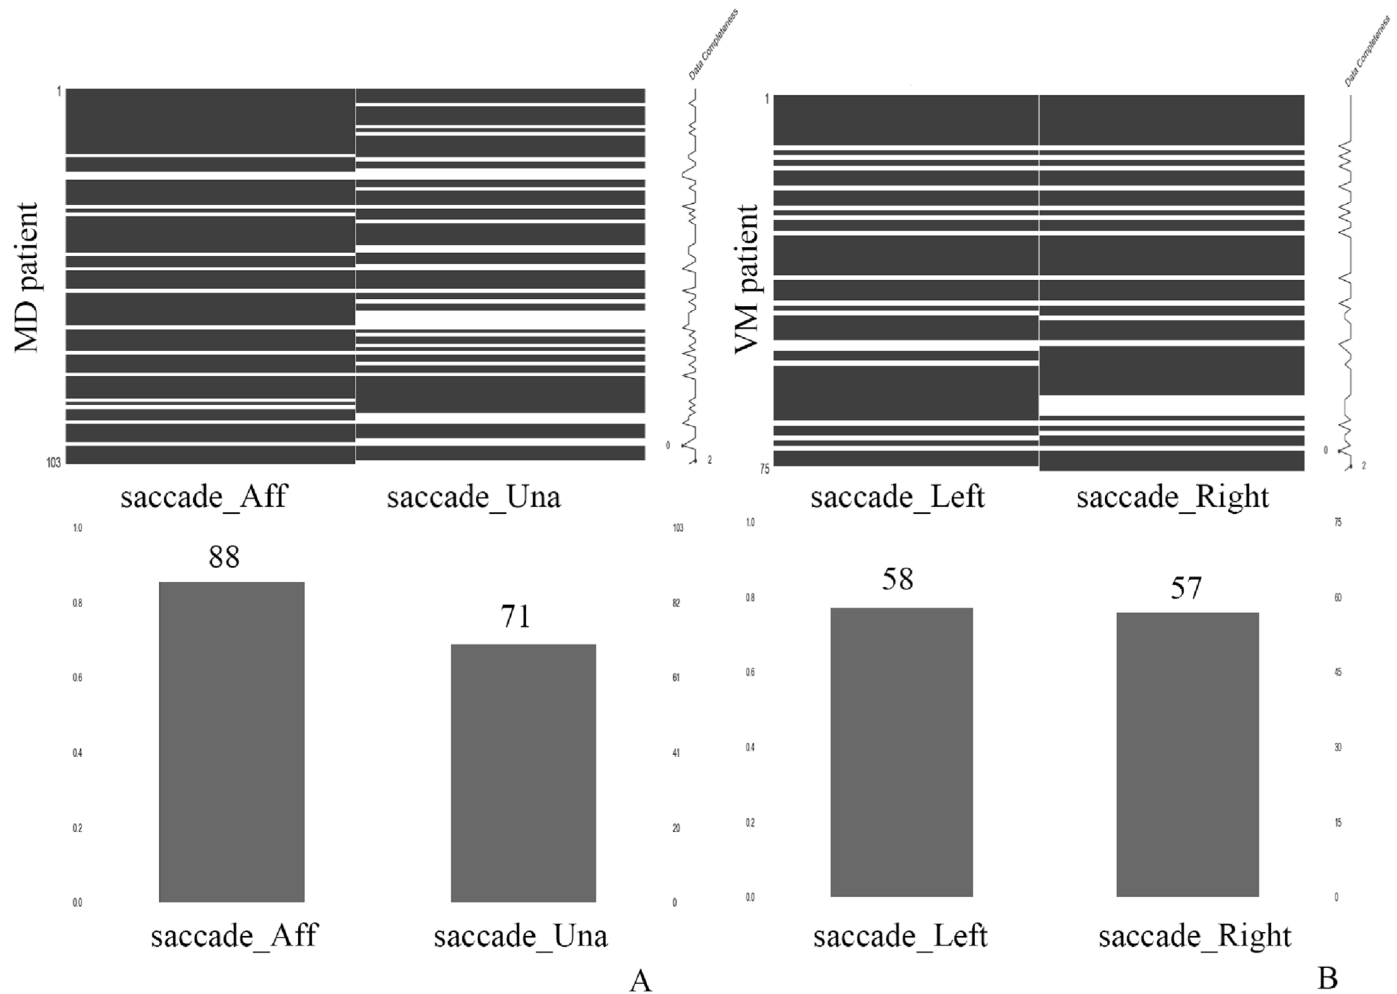 Data Completeness
1
MD patient
103
0
2
saccade_Aff
saccade_Una
1.0
103
88
0.8
82
71
0.6
61
0.4
41
0.2
20
0.0
0
saccade_Aff
saccade_Una
A
Data Completeness
1
VM patient
75
0
2
saccade_Left
saccade_Right
1.0
75
58
57
0.8
60
0.6
45
0.4
30
0.2
15
0.0
0
saccade_Left
saccade_Right
B